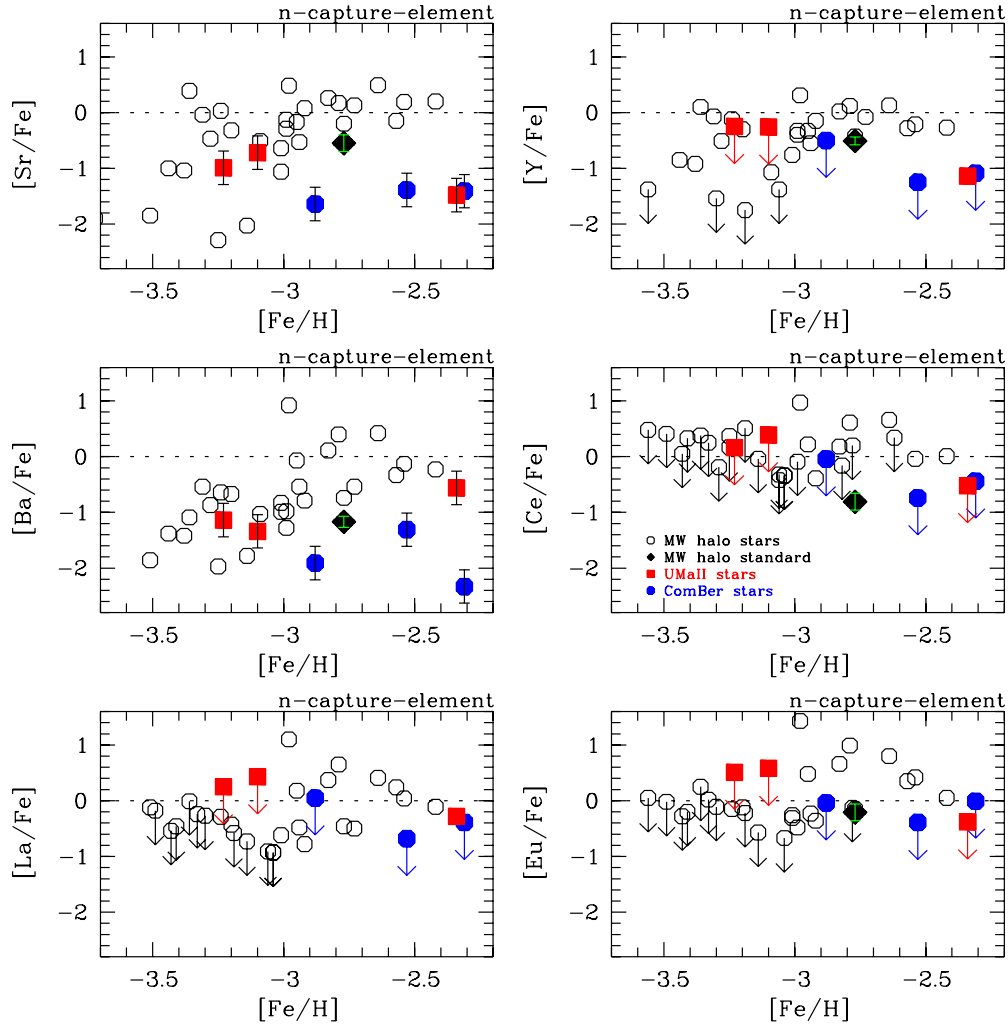 n-capture-element
n-capture-element
[Sr/Fe]
1
0
−1
−2
−3.5
−3
−2.5
[Fe/H]
[Y/Fe]
1
0
−1
−2
−3.5
−3
−2.5
[Fe/H]
n-capture-element
n-capture-element
[Ba/Fe]
1
0
−1
−2
−3.5
−3
−2.5
[Fe/H]
[Ce/Fe]
1
0
−1
−2
MW halo stars
MW halo standard
UMaII stars
ComBer stars
−3.5
−3
−2.5
[Fe/H]
n-capture-element
n-capture-element
[La/Fe]
1
0
−1
−2
−3.5
−3
−2.5
[Fe/H]
[Eu/Fe]
1
0
−1
−2
−3.5
−3
−2.5
[Fe/H]